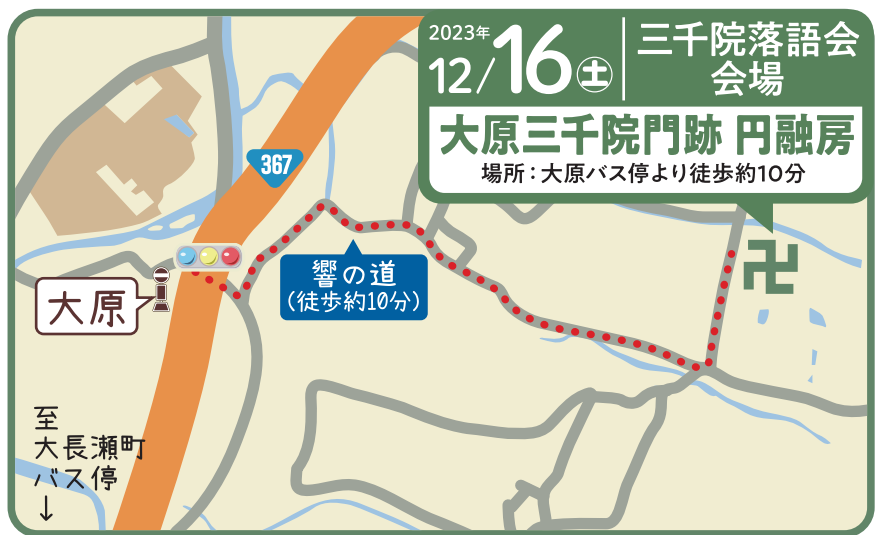 2023年
12/16㊏
三千院落語会
会場
大原三千院門跡 円融房
場所：大原バス停より徒歩約10分
367
響の道
（徒歩約10分）
卍
大原
至
大長瀬町
バス停
↓